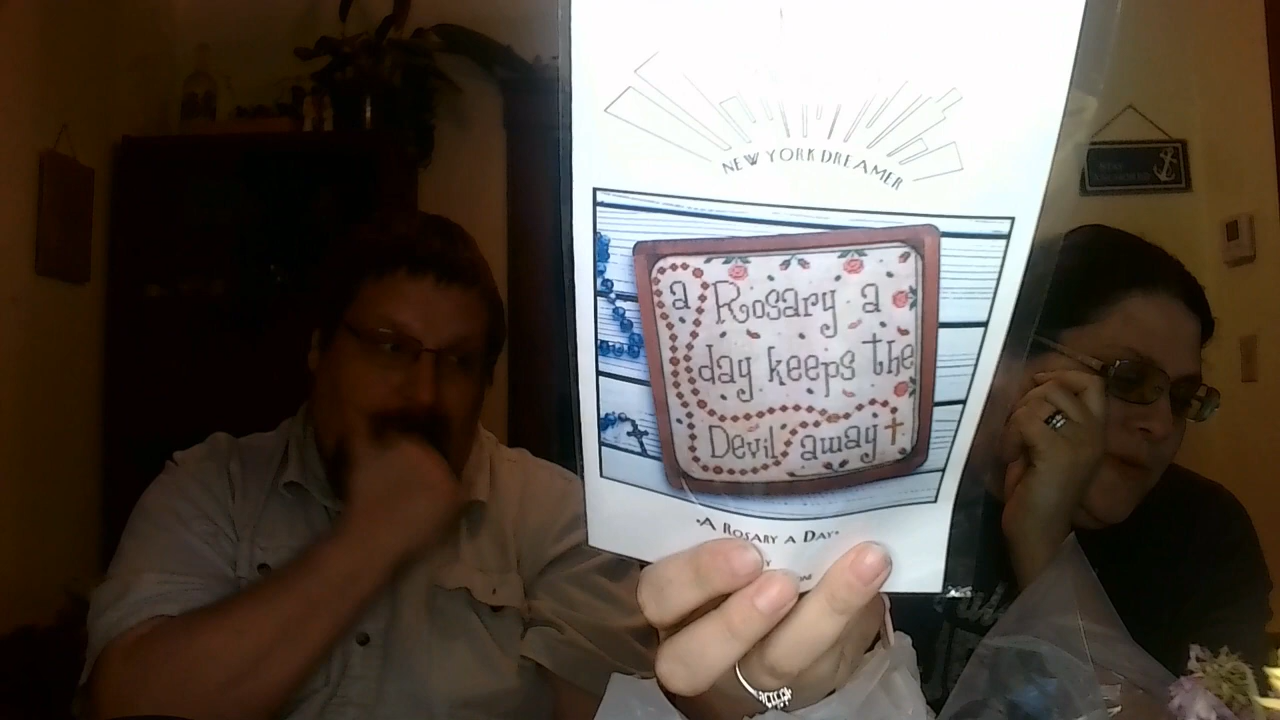 NEW YORK DREAMER
a Rosary a
day keeps the
Devil away
·A ROSARY A DAY·